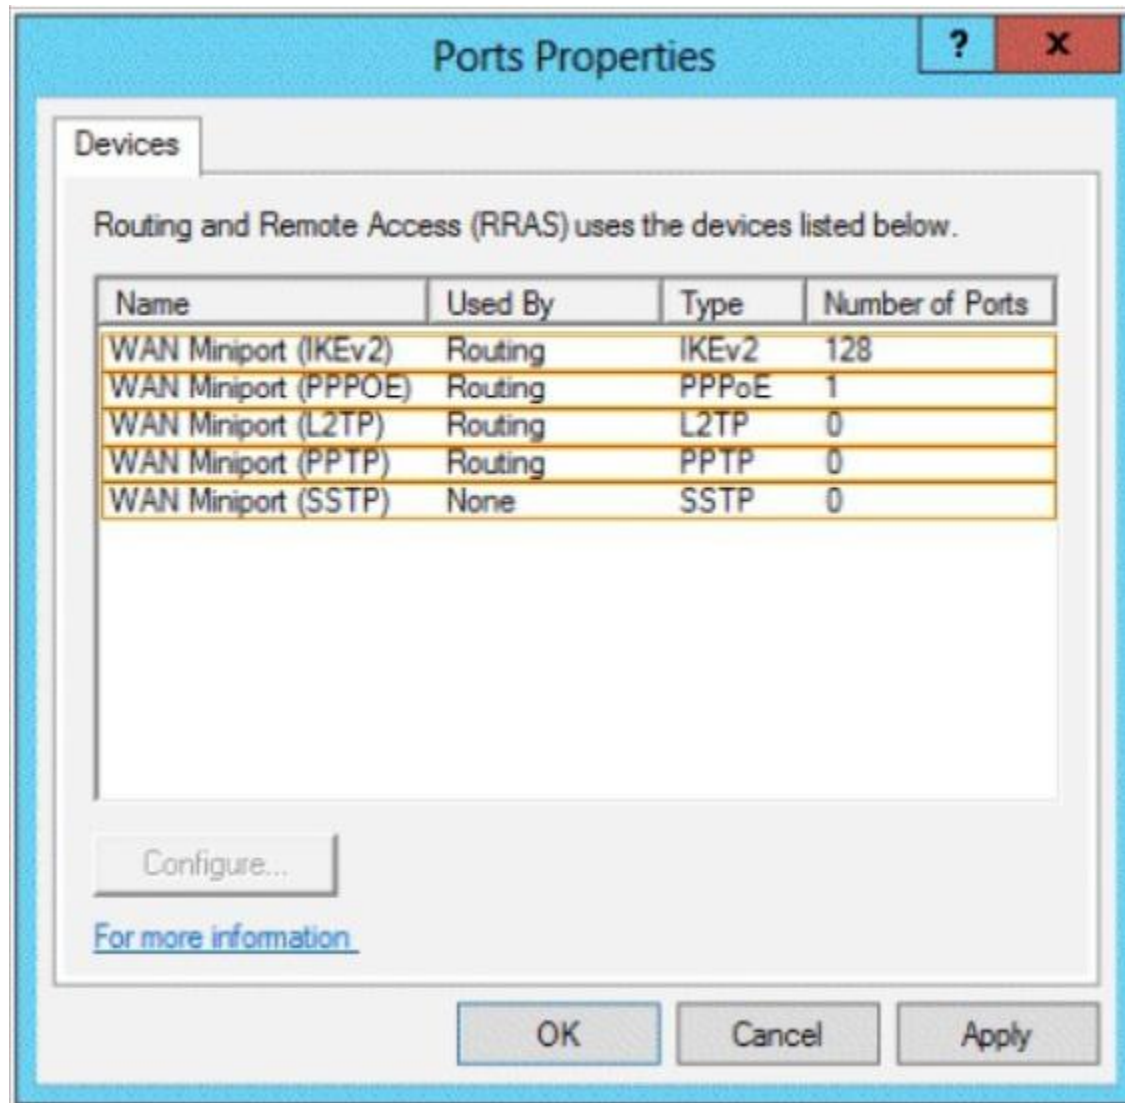 Ports Properties
?
x
Devices
Routing and Remote Access (RRAS) uses the devices listed below.
Name Used By Type Number of Ports
WAN Miniport (IKEv2) Routing IKEv2 128
WAN Miniport (PPPOE) Routing PPPoE 1
WAN Miniport (L2TP) Routing L2TP 0
WAN Miniport (PPTP) Routing PPTP 0
WAN Miniport (SSTP) None SSTP 0
Configure...
For more information
OK Cancel Apply